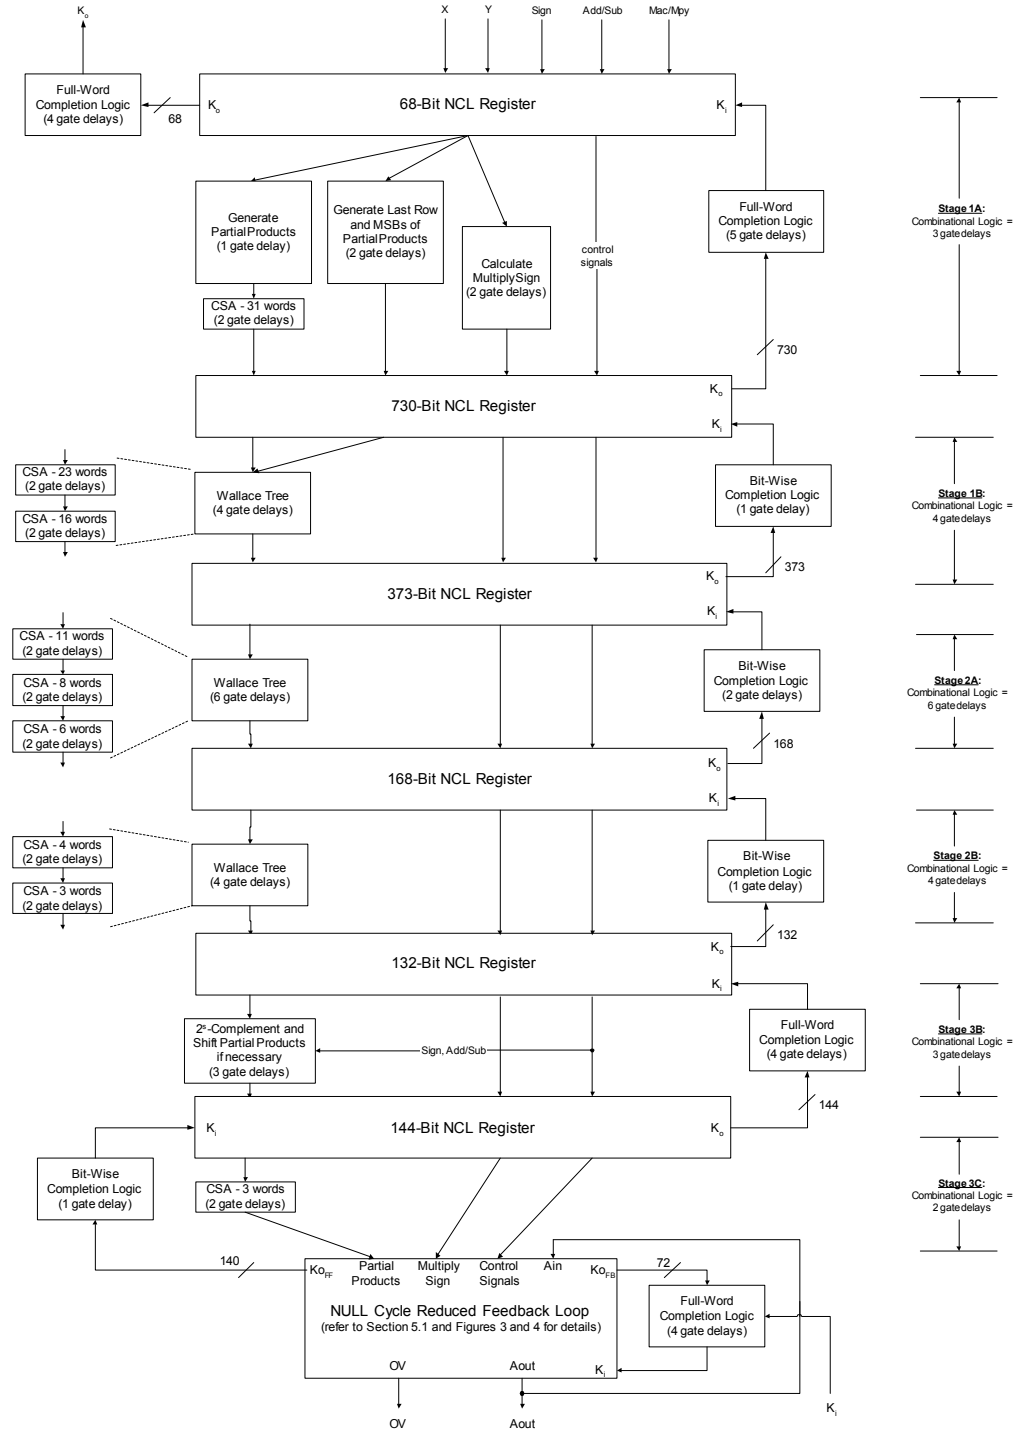 K₀
X
Y
Sign
Add/Sub
Mac/Mpy
Full-Word
Completion Logic
(4 gate delays)
68
Kₒ
68-Bit NCL Register
Kᵢ
Generate
Partial Products
(1 gate delay)
Generate Last Row
and MSBs of
Partial Products
(2 gate delays)
Calculate
Multiply Sign
(2 gate delays)
control
signals
Full-Word
Completion Logic
(5 gate delays)
Stage 1A:
Combinational Logic =
3 gate delays
CSA - 31 words
(2 gate delays)
730
730-Bit NCL Register
Kₒ
Kᵢ
CSA - 23 words
(2 gate delays)
CSA - 16 words
(2 gate delays)
Wallace Tree
(4 gate delays)
Bit-Wise
Completion Logic
(1 gate delay)
Stage 1B:
Combinational Logic =
4 gate delays
373
373-Bit NCL Register
Kₒ
Kᵢ
CSA - 11 words
(2 gate delays)
CSA - 8 words
(2 gate delays)
CSA - 6 words
(2 gate delays)
Wallace Tree
(6 gate delays)
Bit-Wise
Completion Logic
(2 gate delays)
Stage 2A:
Combinational Logic =
6 gate delays
168
168-Bit NCL Register
Kₒ
Kᵢ
CSA - 4 words
(2 gate delays)
CSA - 3 words
(2 gate delays)
Wallace Tree
(4 gate delays)
Bit-Wise
Completion Logic
(1 gate delay)
Stage 2B:
Combinational Logic =
4 gate delays
132
132-Bit NCL Register
Kₒ
Kᵢ
2ˢ-Complement and
Shift Partial Products
if necessary
(3 gate delays)
Sign, Add/Sub
Full-Word
Completion Logic
(4 gate delays)
Stage 3B:
Combinational Logic =
3 gate delays
144
Kᵢ
144-Bit NCL Register
Kₒ
Bit-Wise
Completion Logic
(1 gate delay)
CSA - 3 words
(2 gate delays)
Stage 3C:
Combinational Logic =
2 gate delays
140
Ko_FF
Partial
Products
Multiply
Sign
Control
Signals
Ain
Ko_FB
72
NULL Cycle Reduced Feedback Loop
(refer to Section 5.1 and Figures 3 and 4 for details)
Full-Word
Completion Logic
(4 gate delays)
OV
Aout
Kᵢ
Kᵢ
OV
Aout